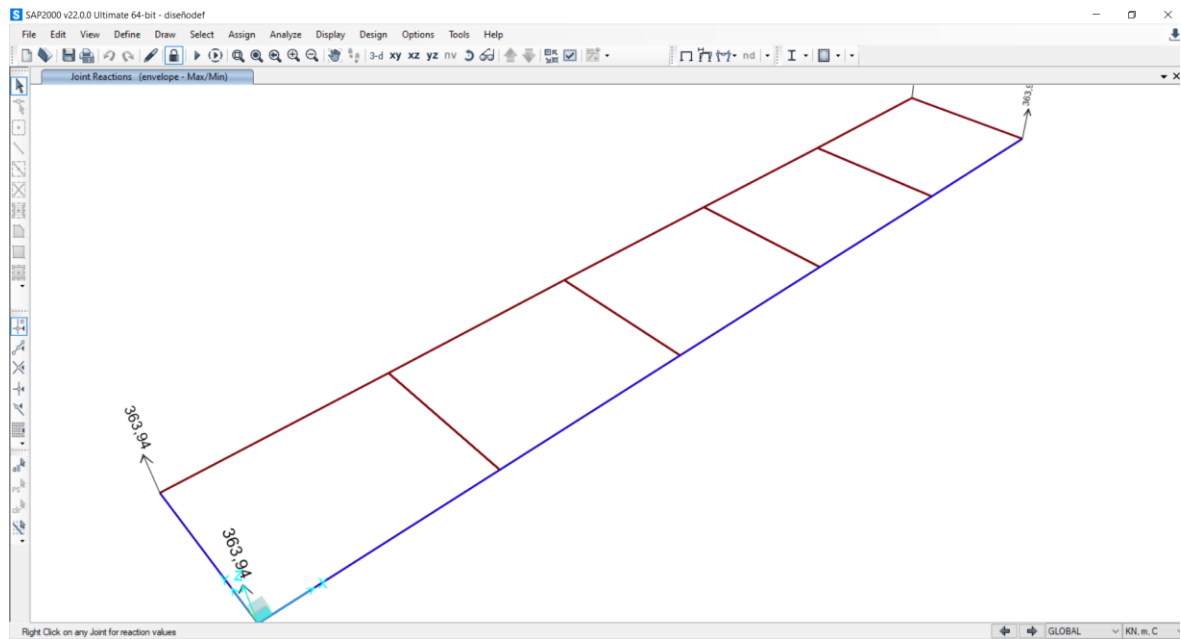 SAP2000 v22.0.0 Ultimate 64-bit - diseñodef
File Edit View Define Draw Select Assign Analyze Display Design Options Tools Help
3-d xy xz yz nv nd
Joint Reactions (envelope - Max/Min)
363,9
363,94
363,94
Right Click on any Joint for reaction values
GLOBAL
KN, m, C